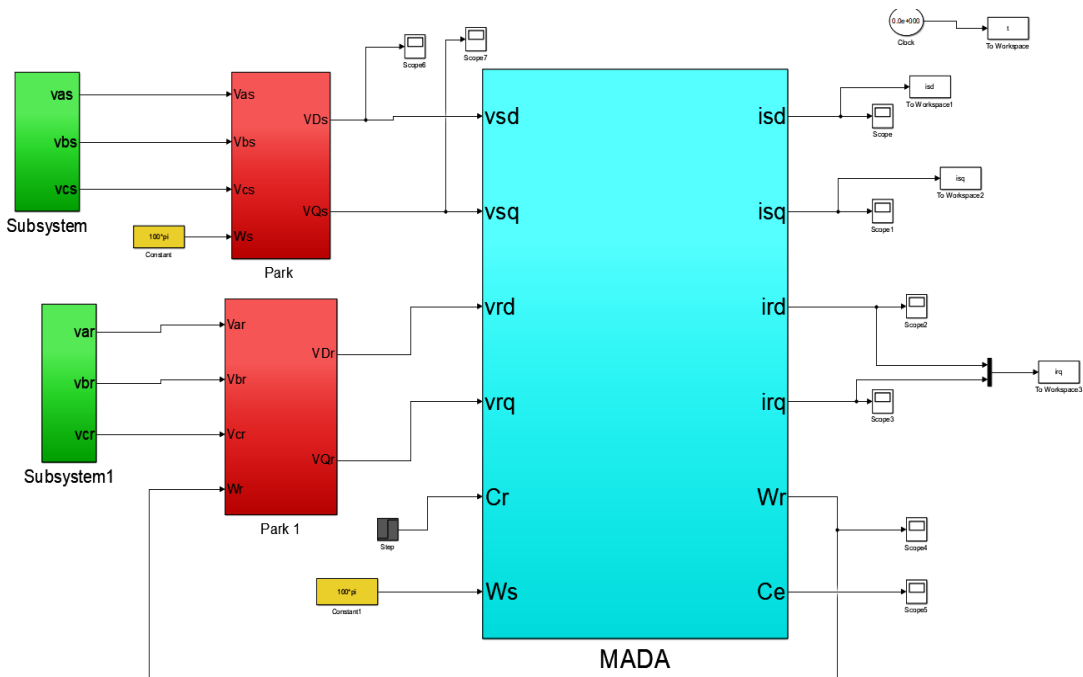 0.0e+000
Clock
t
To Workspace
Scope6
Scope7
vas
vbs
vcs
Subsystem
Vas
Vbs
Vcs
Ws
VDs
VQs
Park
100*pi
Constant
var
vbr
vcr
Subsystem1
Var
Vbr
Vcr
Wr
VDr
VQr
Park 1
Step
100*pi
Constant1
vsd
vsq
vrd
vrq
Cr
Ws
isd
isq
ird
irq
Wr
Ce
MADA
isd
To Workspace1
Scope
isq
To Workspace2
Scope1
Scope2
irq
To Workspace3
Scope3
Scope4
Scope5